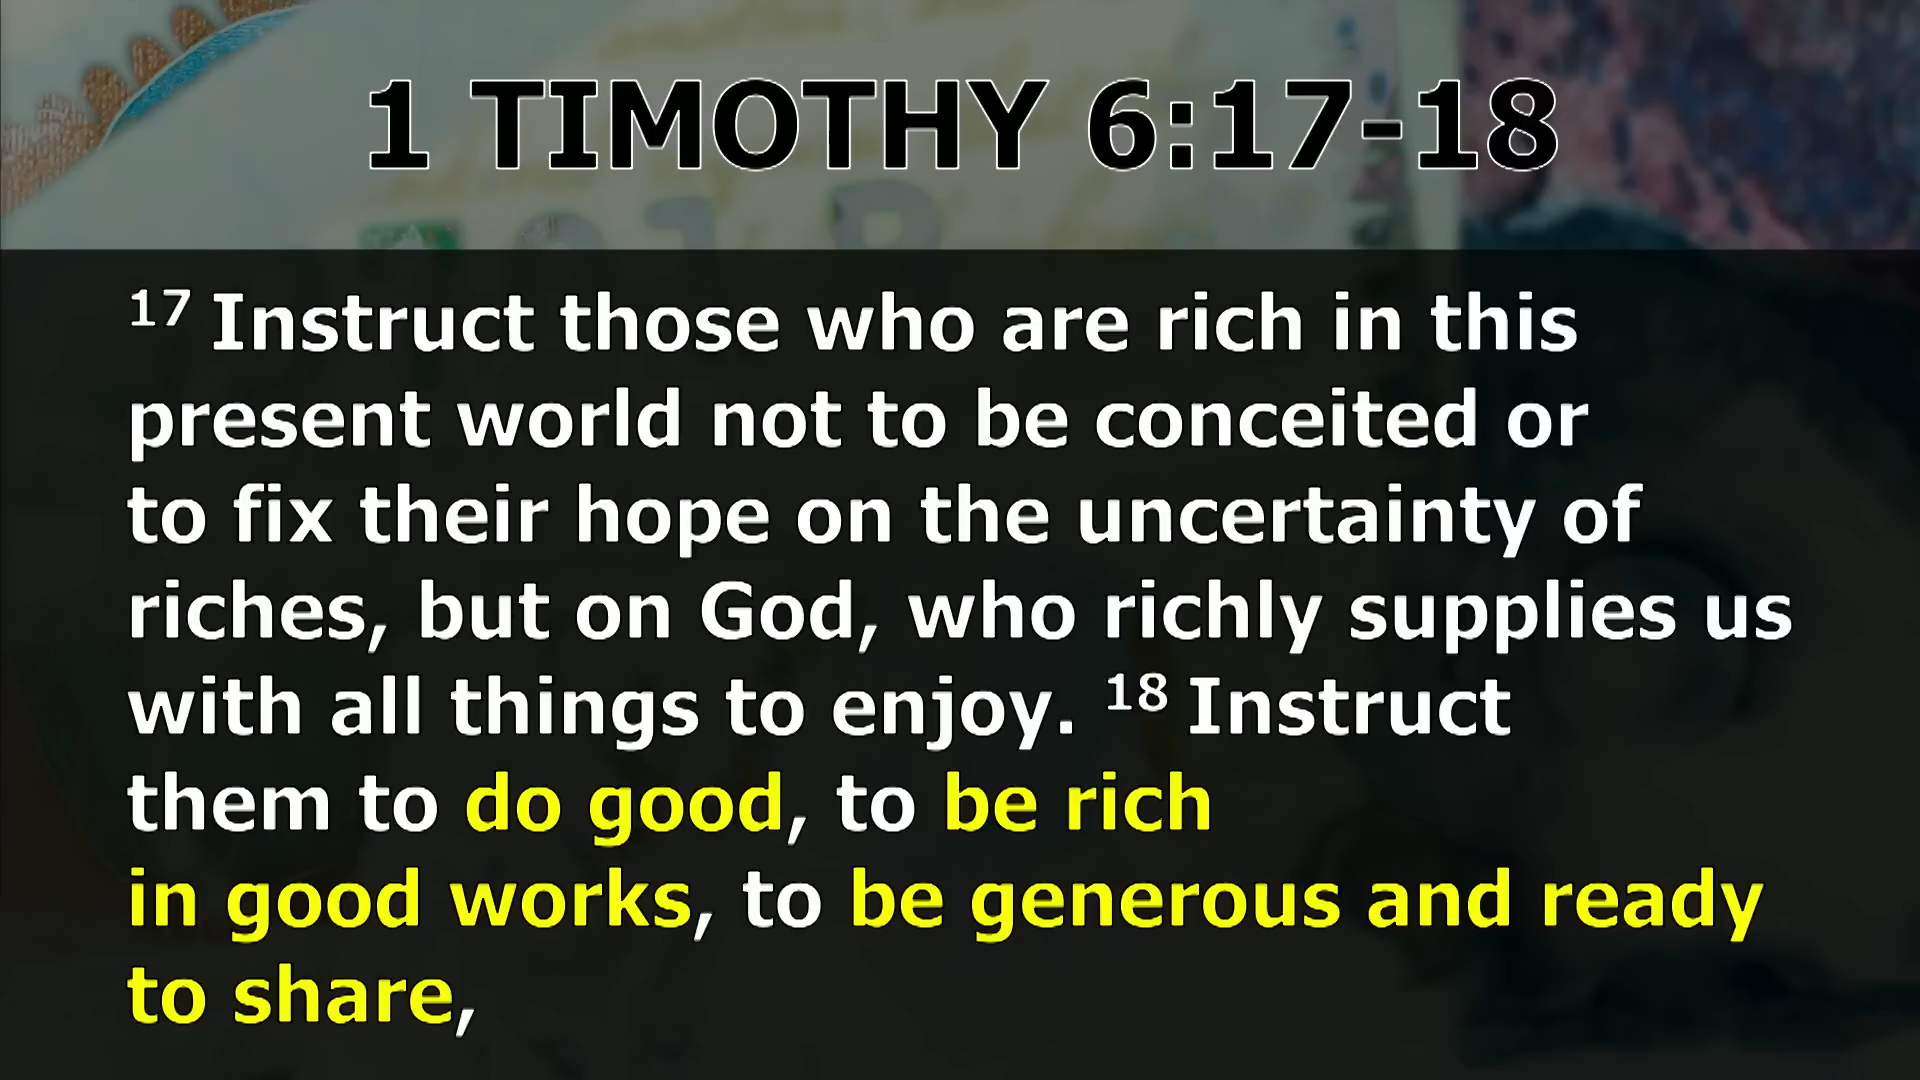 1 TIMOTHY 6:17-18
17 Instruct those who are rich in this
present world not to be conceited or
to fix their hope on the uncertainty of
riches, but on God, who richly supplies us
with all things to enjoy. 18 Instruct
them to do good, to be rich
in good works, to be generous and ready
to share,